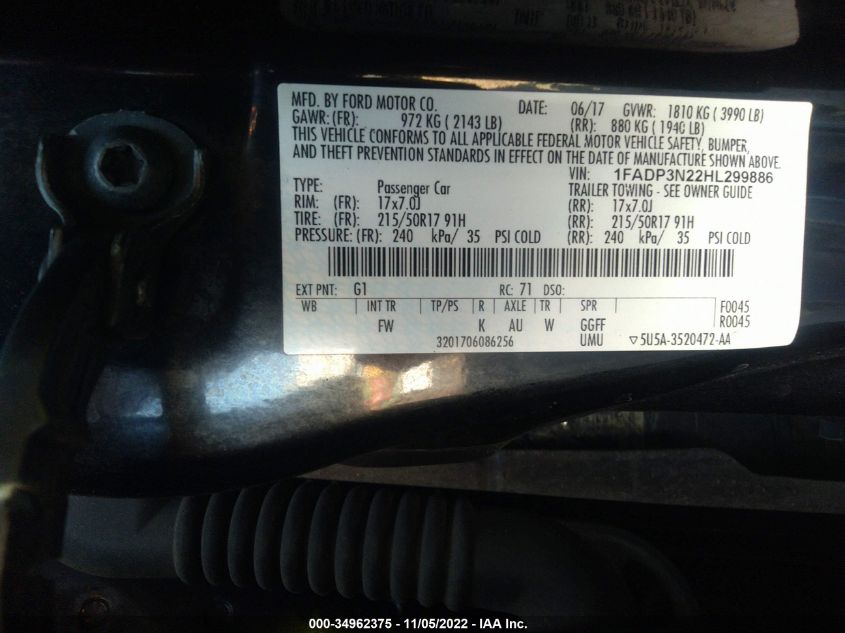 MFD. BY FORD MOTOR CO. DATE: 06/17 GVWR: 1810 KG ( 3990 LB)
GAWR: (FR): 972 KG ( 2143 LB) (RR): 880 KG ( 1940 LB)
THIS VEHICLE CONFORMS TO ALL APPLICABLE FEDERAL MOTOR VEHICLE SAFETY, BUMPER,
AND THEFT PREVENTION STANDARDS IN EFFECT ON THE DATE OF MANUFACTURE SHOWN ABOVE.
VIN: 1FADP3N22HL299886
TYPE: Passenger Car TRAILER TOWING - SEE OWNER GUIDE
RIM: (FR): 17x7.0J (RR): 17x7.0J
TIRE: (FR): 215/50R17 91H (RR): 215/50R17 91H
PRESSURE: (FR): 240 kPa/ 35 PSI COLD (RR): 240 kPa/ 35 PSI COLD
EXT PNT: G1 RC: 71 DSO:
WB INT TR TP/PS R AXLE TR SPR F0045
FW K AU W GGFF R0045
3201706086256 UMU ▽5U5A-3520472-AA
000-34962375 — 11/05/2022 — IAA Inc.